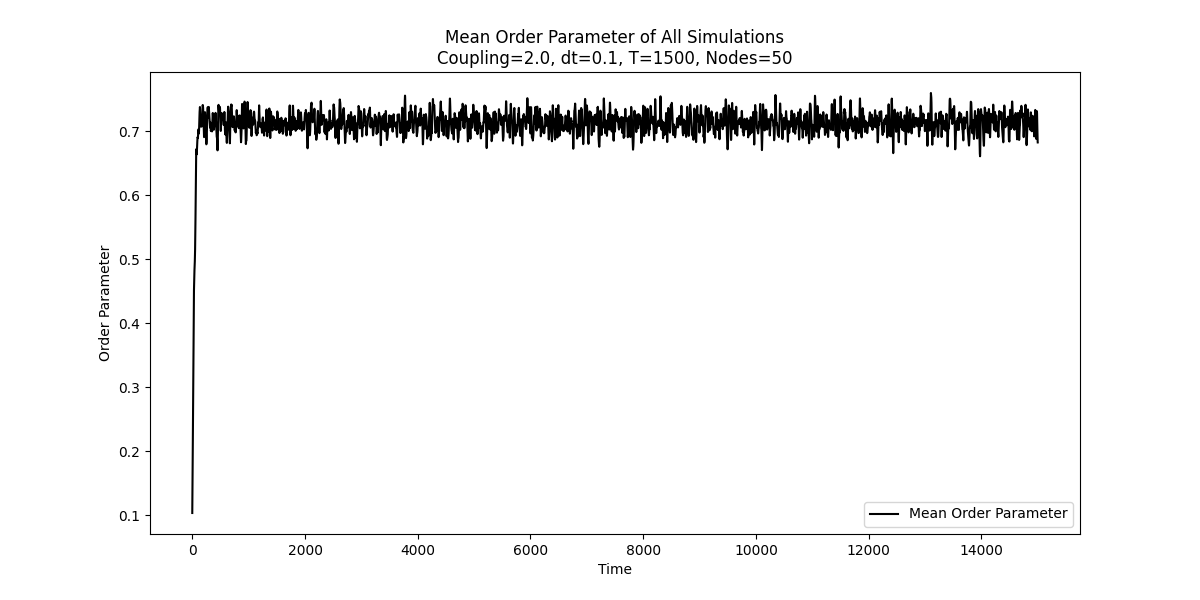 Mean Order Parameter of All Simulations
Coupling=2.0, dt=0.1, T=1500, Nodes=50
Order Parameter
0.7
0.6
0.5
0.4
0.3
0.2
0.1
Mean Order Parameter
0 2000 4000 6000 8000 10000 12000 14000
Time